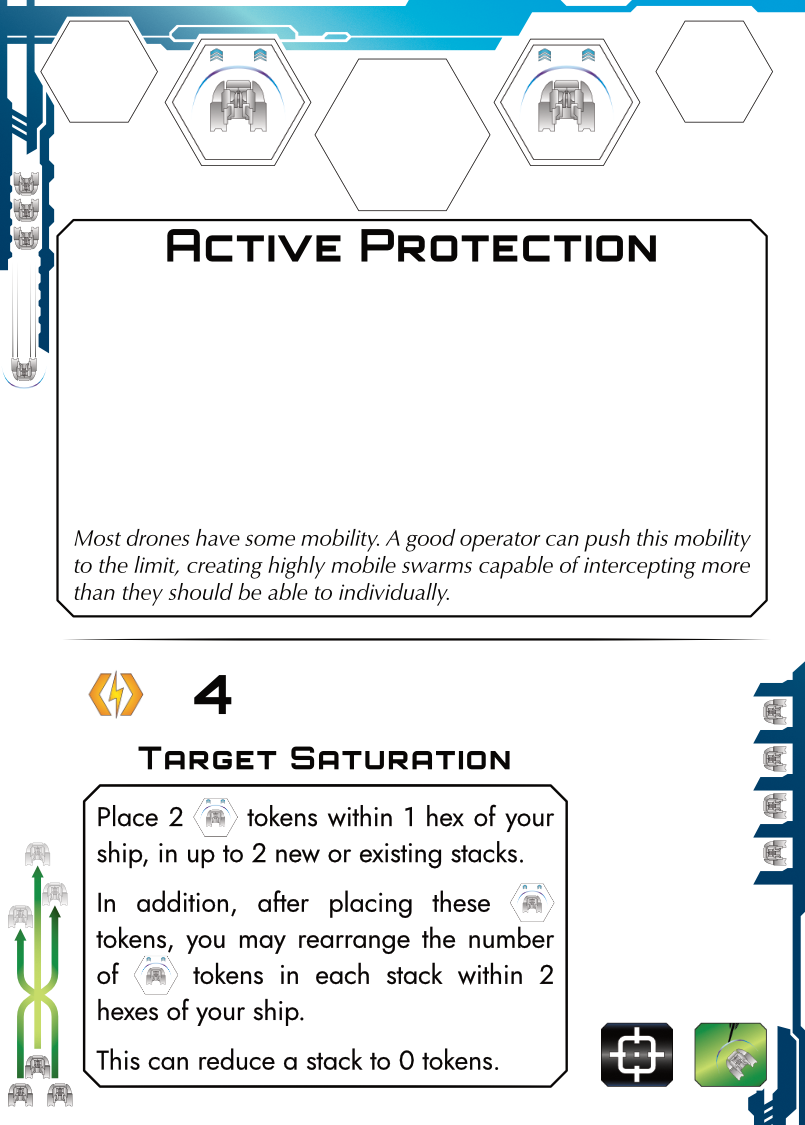 ACTIVE PROTECTION
Most drones have some mobility. A good operator can push this mobility
to the limit, creating highly mobile swarms capable of intercepting more
than they should be able to individually.
4
TARGET SATURATION
Place 2 tokens within 1 hex of your
ship, in up to 2 new or existing stacks.
In addition, after placing these
tokens, you may rearrange the number
of tokens in each stack within 2
hexes of your ship.
This can reduce a stack to 0 tokens.